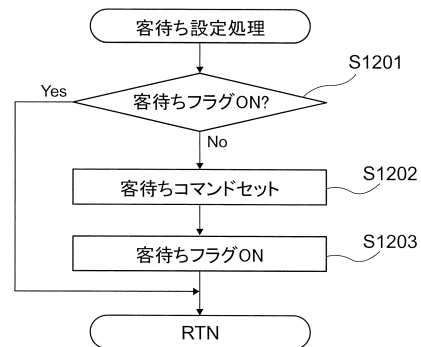 客待ち設定処理
S1201
Yes
客待ちフラグON?
No
S1202
客待ちコマンドセット
S1203
客待ちフラグON
RTN